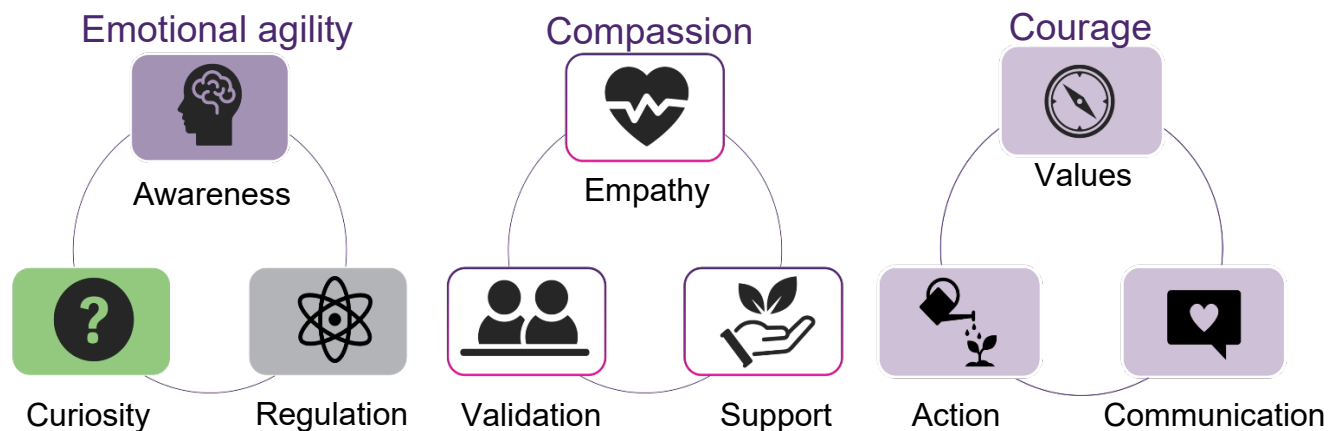 Emotional agility
Awareness
Curiosity
Regulation
Compassion
Empathy
Validation
Support
Courage
Values
Action
Communication